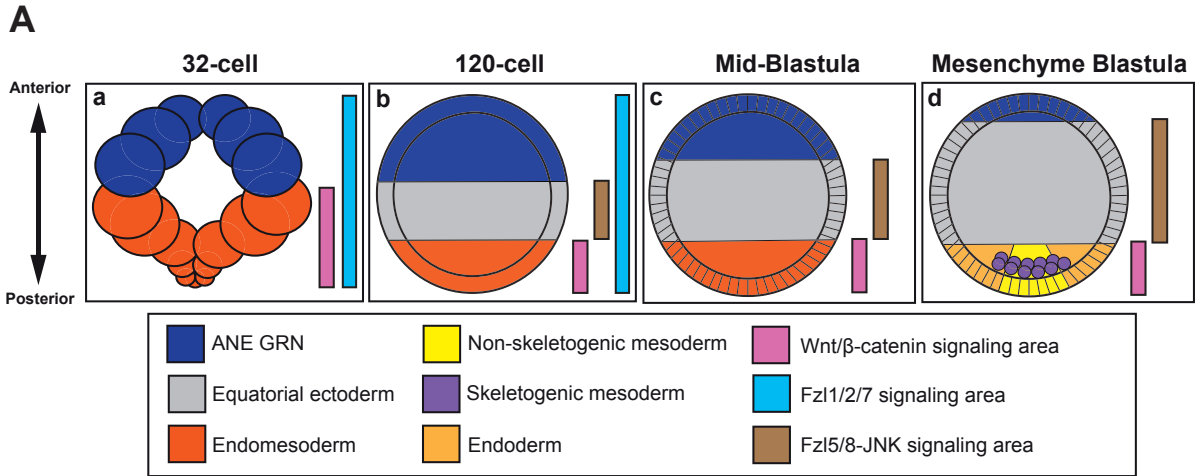 A
32-cell
120-cell
Mid-Blastula
Mesenchyme Blastula
Anterior
Posterior
a
b
c
d
ANE GRN
Non-skeletogenic mesoderm
Wnt/β-catenin signaling area
Equatorial ectoderm
Skeletogenic mesoderm
Fzl1/2/7 signaling area
Endomesoderm
Endoderm
Fzl5/8-JNK signaling area